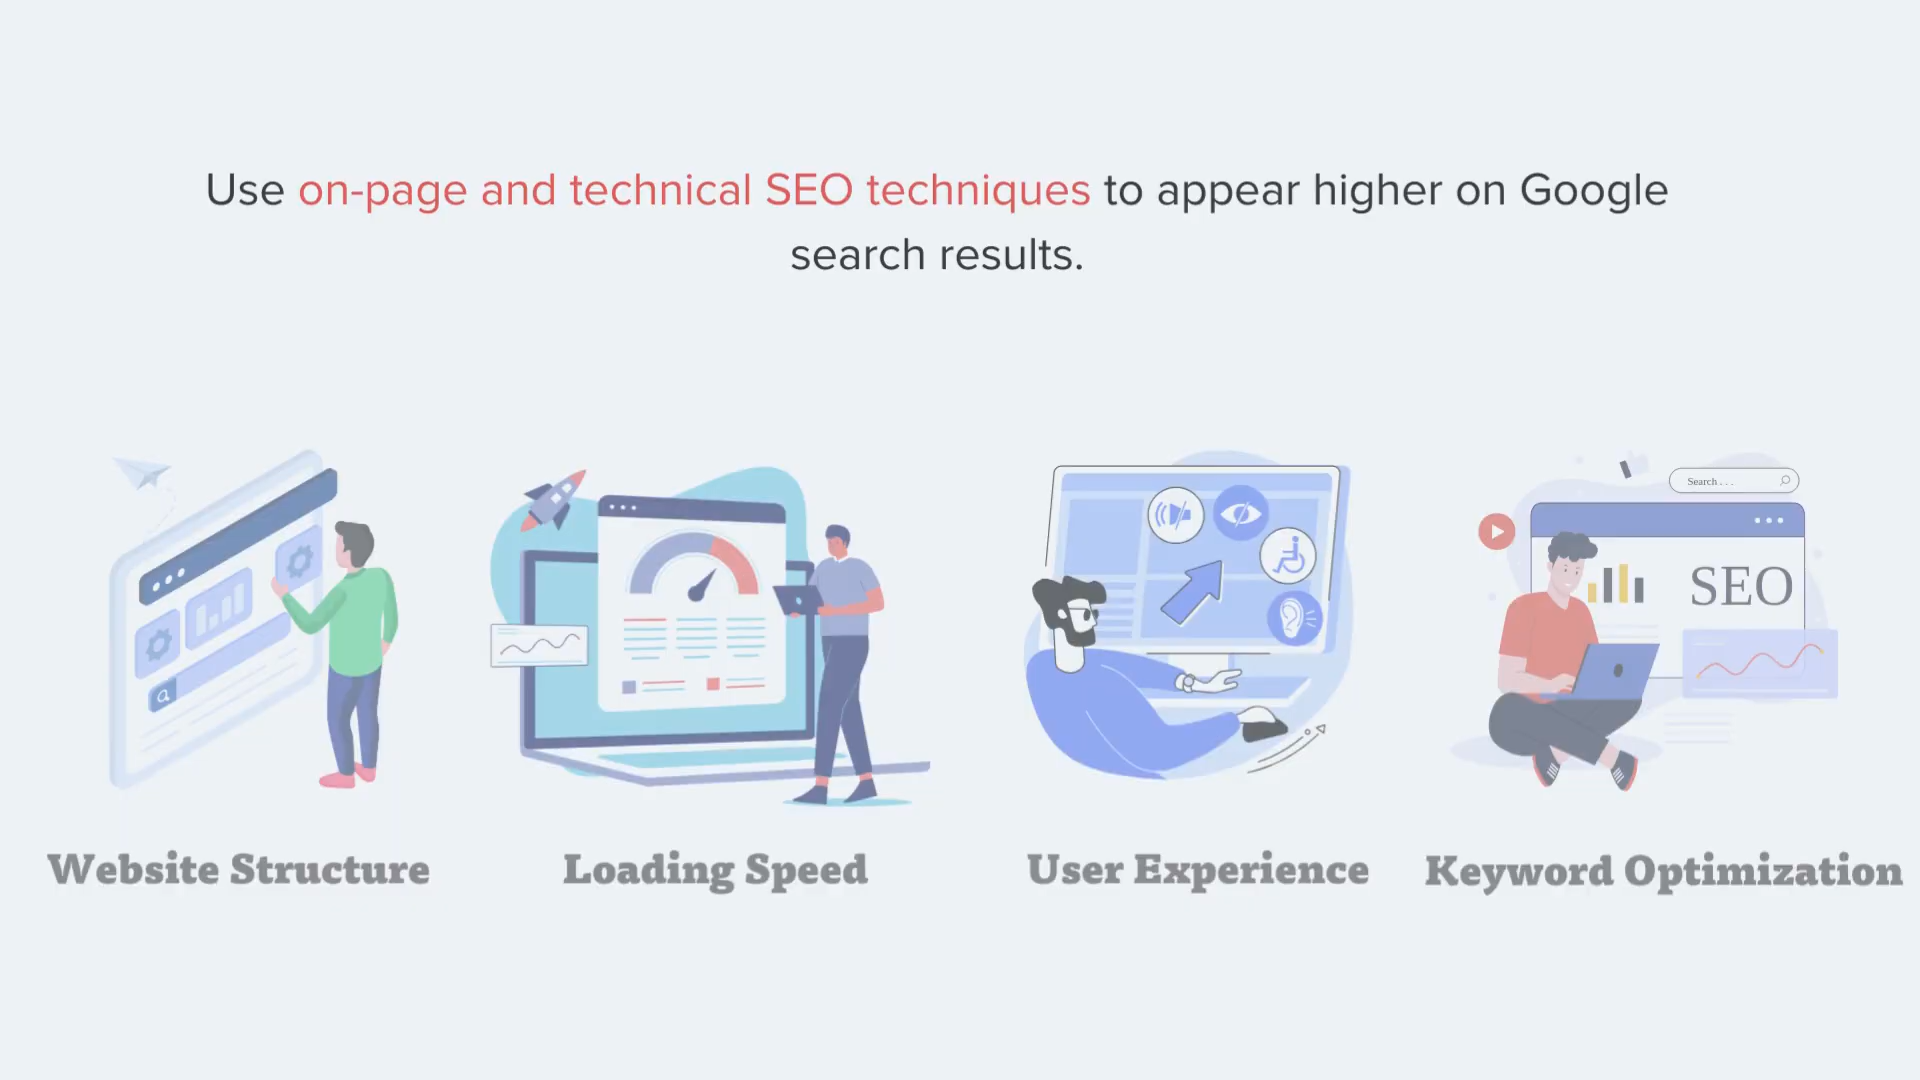 Use on-page and technical SEO techniques to appear higher on Google
search results.
Search . . .
SEO
Website Structure
Loading Speed
User Experience
Keyword Optimization